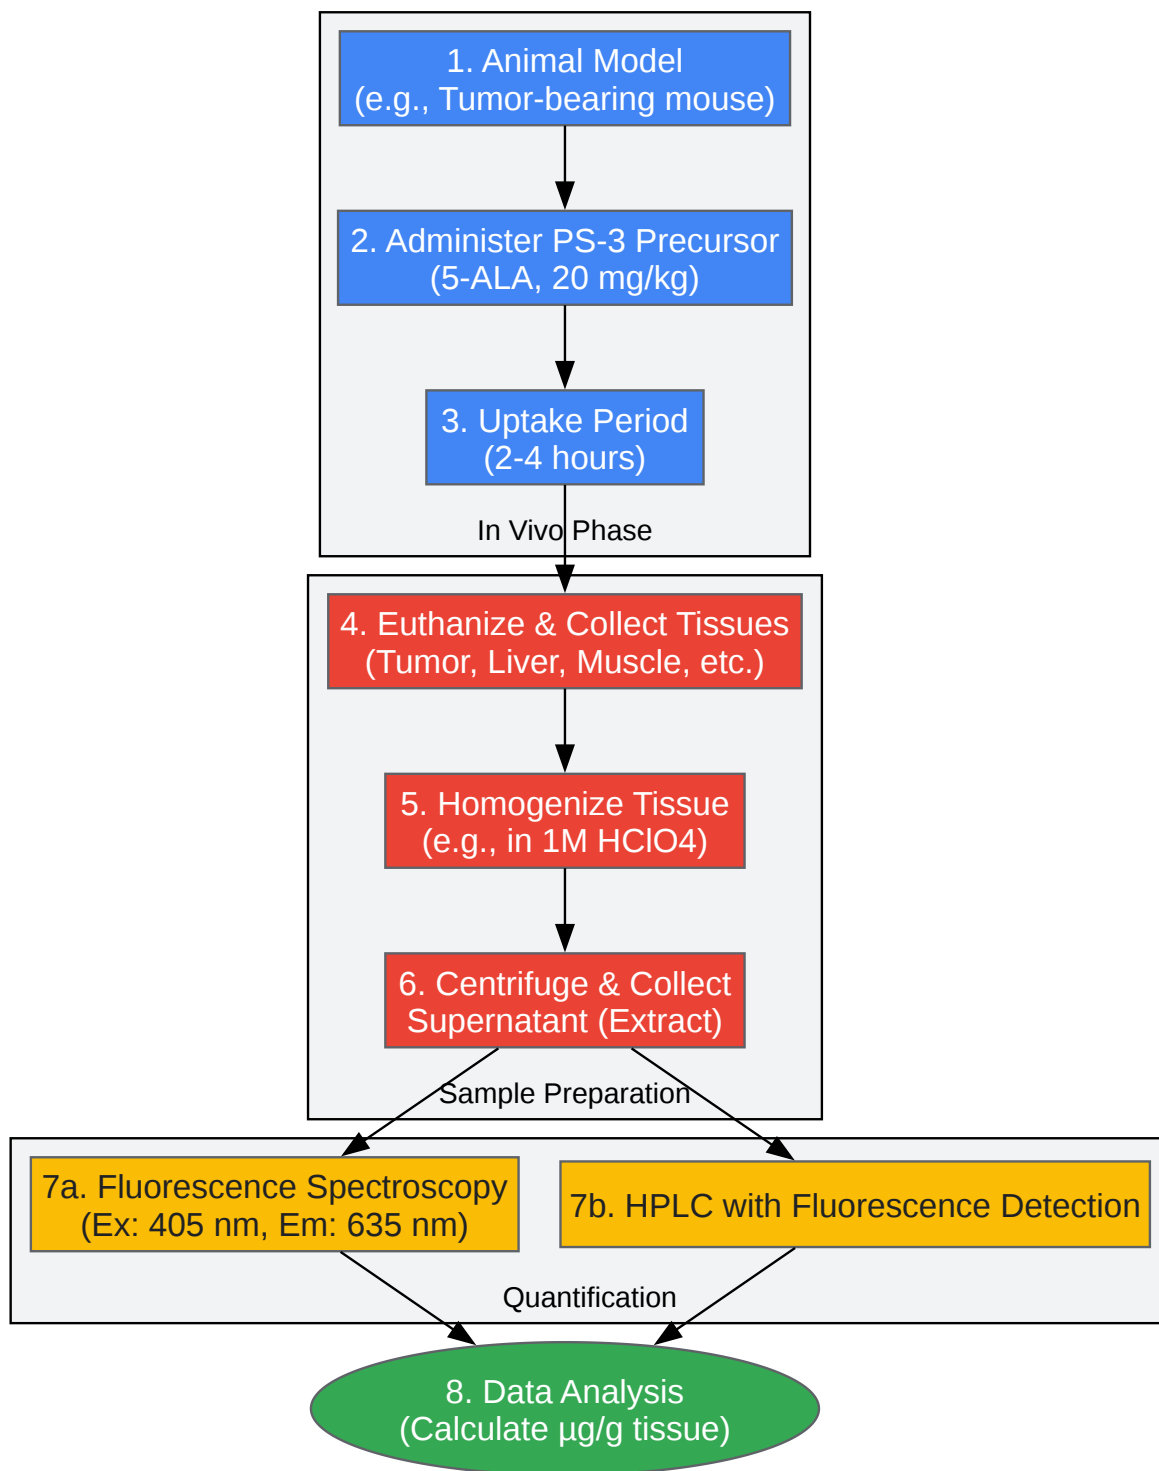 1. Animal Model
(e.g., Tumor-bearing mouse)
2. Administer PS-3 Precursor
(5-ALA, 20 mg/kg)
3. Uptake Period
(2-4 hours)
In Vivo Phase
4. Euthanize & Collect Tissues
(Tumor, Liver, Muscle, etc.)
5. Homogenize Tissue
(e.g., in 1M HClO4)
6. Centrifuge & Collect
Supernatant (Extract)
Sample Preparation
7a. Fluorescence Spectroscopy
(Ex: 405 nm, Em: 635 nm)
7b. HPLC with Fluorescence Detection
Quantification
8. Data Analysis
(Calculate µg/g tissue)